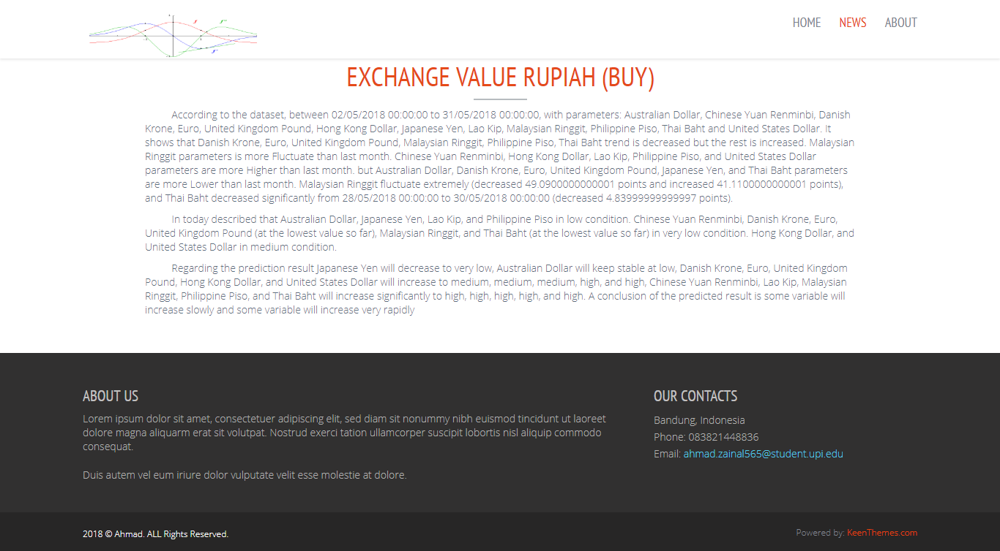 HOME NEWS ABOUT
EXCHANGE VALUE RUPIAH (BUY)
According to the dataset, between 02/05/2018 00:00:00 to 31/05/2018 00:00:00, with parameters: Australian Dollar, Chinese Yuan Renminbi, Danish
Krone, Euro, United Kingdom Pound, Hong Kong Dollar, Japanese Yen, Lao Kip, Malaysian Ringgit, Philippine Piso, Thai Baht and United States Dollar. It
shows that Danish Krone, Euro, United Kingdom Pound, Malaysian Ringgit, Philippine Piso, Thai Baht trend is decreased but the rest is increased. Malaysian
Ringgit parameters is more Fluctuate than last month. Chinese Yuan Renminbi, Hong Kong Dollar, Lao Kip, Philippine Piso, and United States Dollar
parameters are more Higher than last month. but Australian Dollar, Danish Krone, Euro, United Kingdom Pound, Japanese Yen, and Thai Baht parameters
are more Lower than last month. Malaysian Ringgit fluctuate extremely (decreased 49.0900000000001 points and increased 41.1100000000001 points),
and Thai Baht decreased significantly from 28/05/2018 00:00:00 to 30/05/2018 00:00:00 (decreased 4.83999999999997 points).
In today described that Australian Dollar, Japanese Yen, Lao Kip, and Philippine Piso in low condition. Chinese Yuan Renminbi, Danish Krone, Euro,
United Kingdom Pound (at the lowest value so far), Malaysian Ringgit, and Thai Baht (at the lowest value so far) in very low condition. Hong Kong Dollar, and
United States Dollar in medium condition.
Regarding the prediction result Japanese Yen will decrease to very low, Australian Dollar will keep stable at low, Danish Krone, Euro, United Kingdom
Pound, Hong Kong Dollar, and United States Dollar will increase to medium, medium, medium, high, and high, Chinese Yuan Renminbi, Lao Kip, Malaysian
Ringgit, Philippine Piso, and Thai Baht will increase significantly to high, high, high, high, and high. A conclusion of the predicted result is some variable will
increase slowly and some variable will increase very rapidly
ABOUT US
Lorem ipsum dolor sit amet, consectetuer adipiscing elit, sed diam sit nonummy nibh euismod tincidunt ut laoreet
dolore magna aliquarm erat sit volutpat. Nostrud exerci tation ullamcorper suscipit lobortis nisl aliquip commodo
consequat.
Duis autem vel eum iriure dolor vulputate velit esse molestie at dolore.
OUR CONTACTS
Bandung, Indonesia
Phone: 083821448836
Email: ahmad.zainal565@student.upi.edu
2018 © Ahmad. ALL Rights Reserved.
Powered by: KeenThemes.com